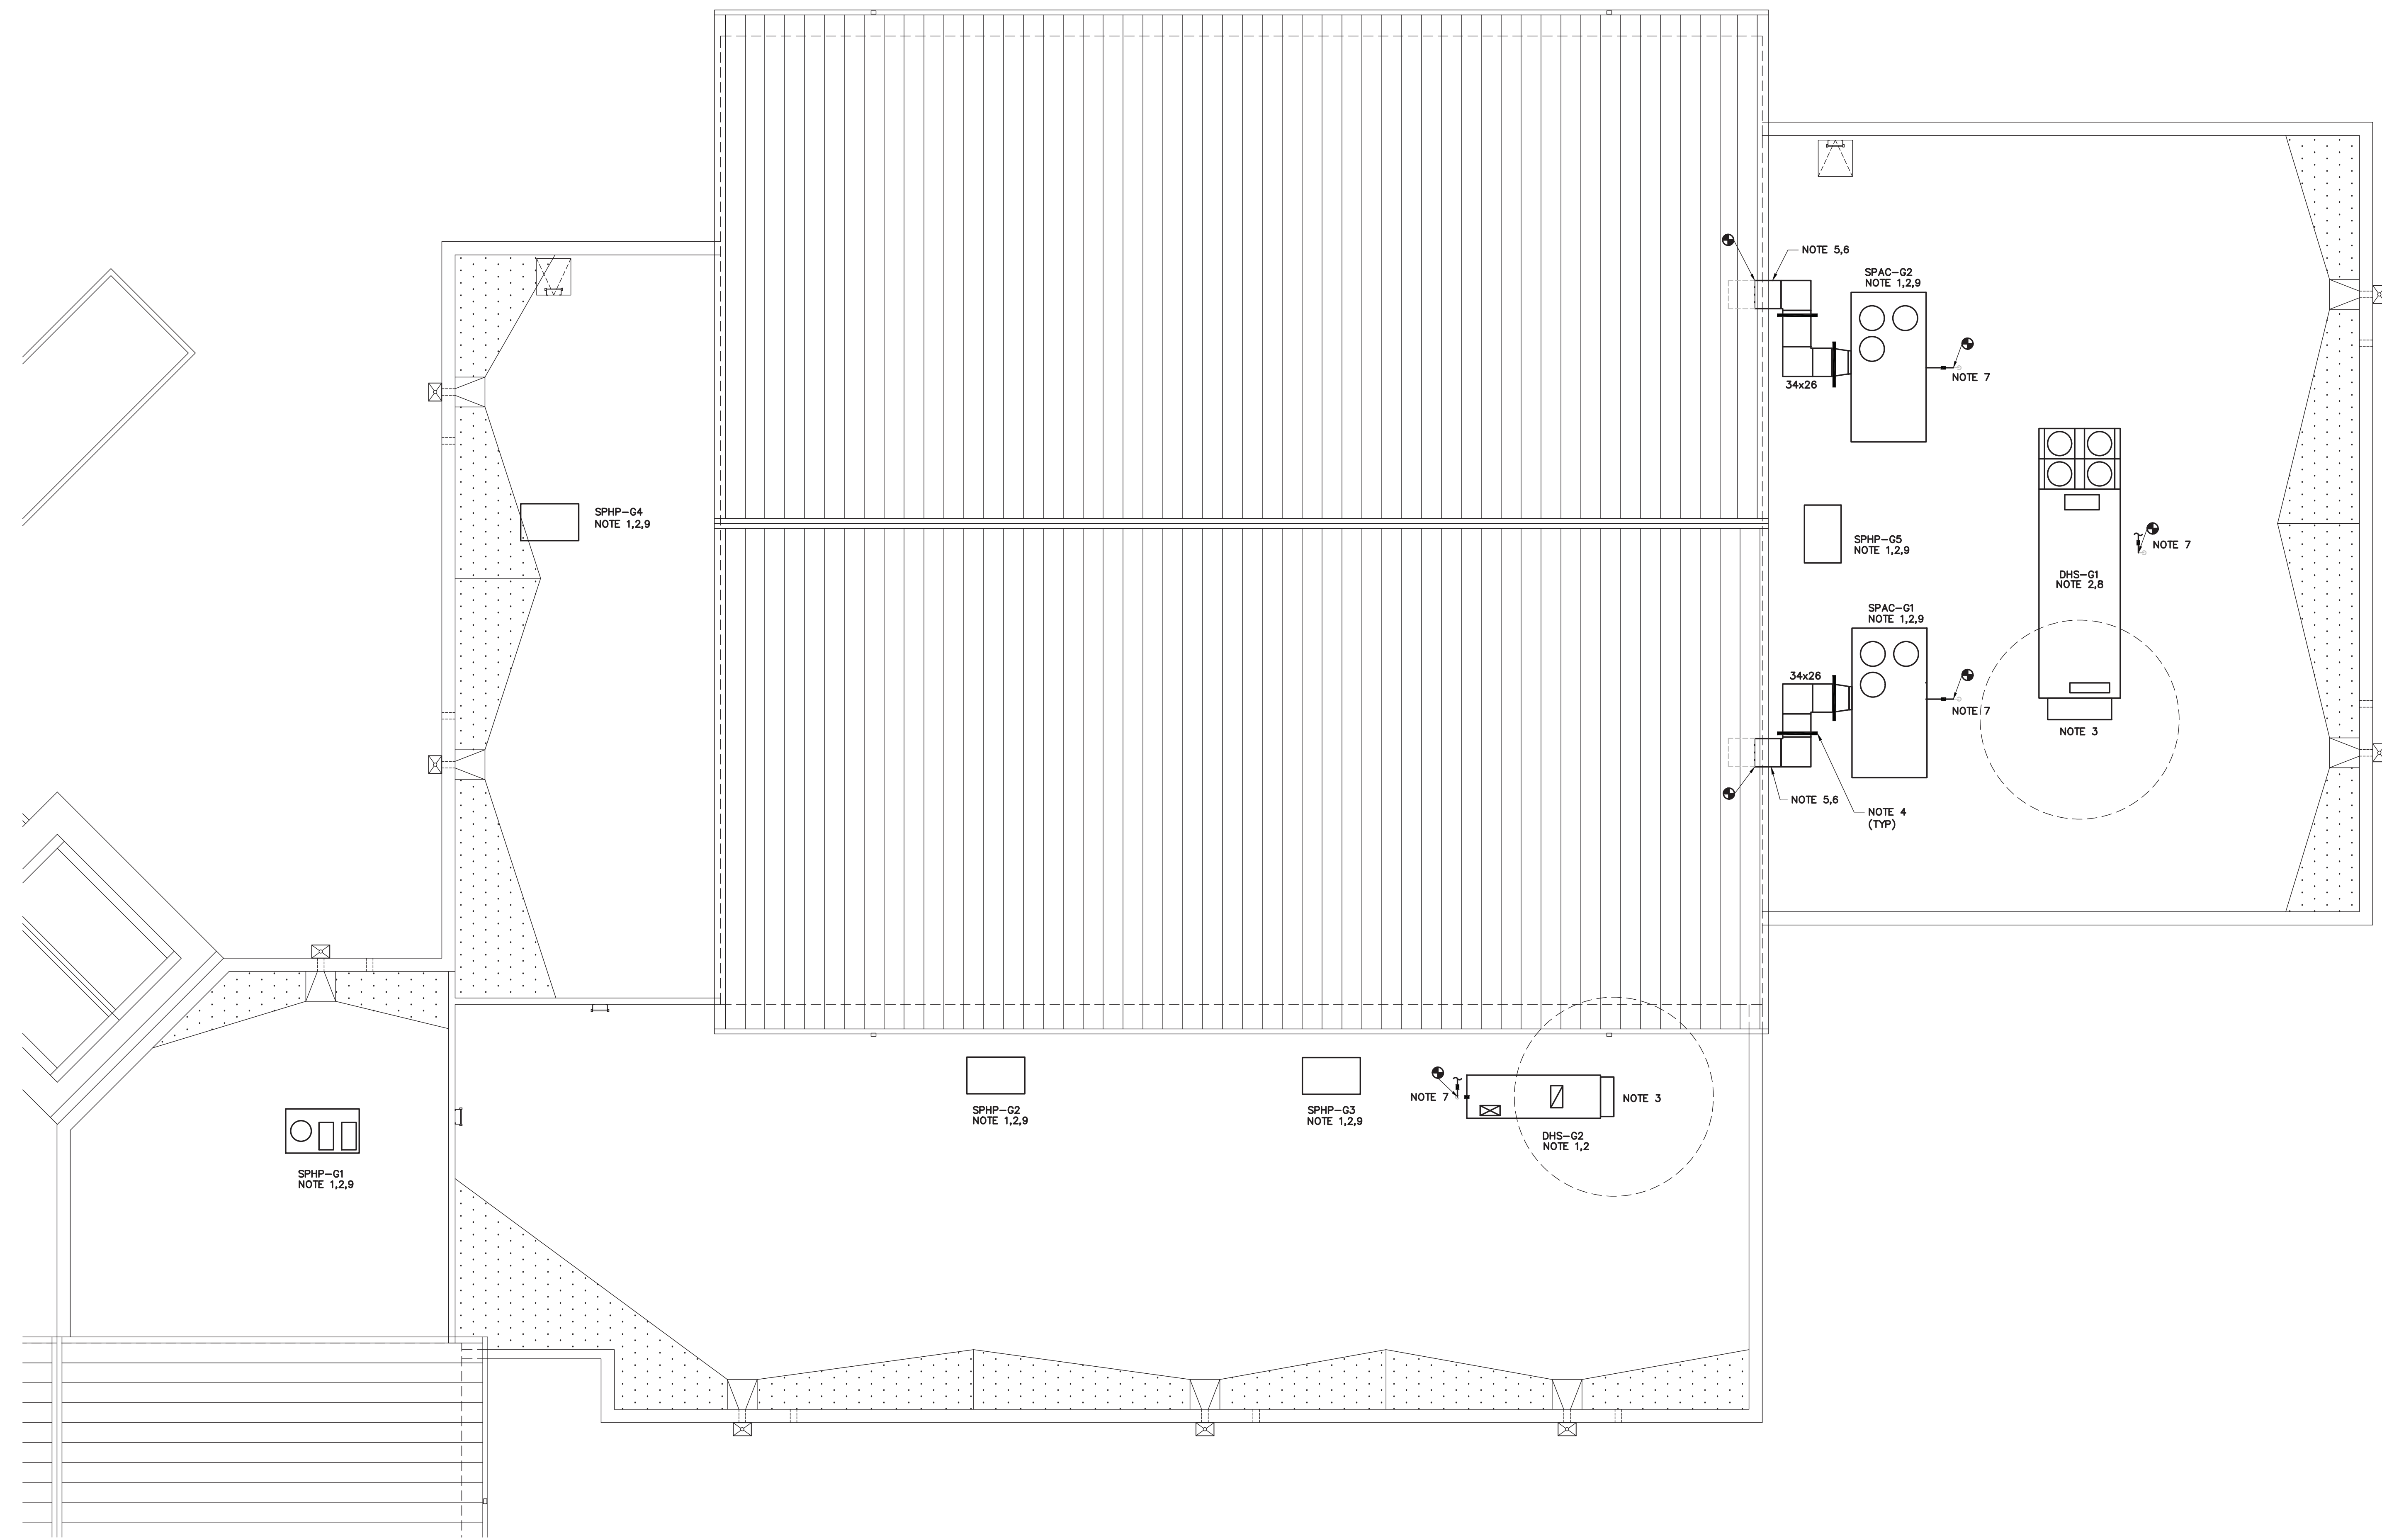 NOTE 5,6
SPAC-G2
NOTE 1,2,9
NOTE 7
34x26
SPHP-G4
NOTE 1,2,9
SPHP-G5
NOTE 1,2,9
NOTE 7
DHS-G1
NOTE 2,8
SPAC-G1
NOTE 1,2,9
34x26
NOTE 7
NOTE 3
NOTE 5,6
NOTE 4
(TYP)
NOTE 7
NOTE 3
SPHP-G2
NOTE 1,2,9
SPHP-G3
NOTE 1,2,9
DHS-G2
NOTE 1,2
SPHP-G1
NOTE 1,2,9